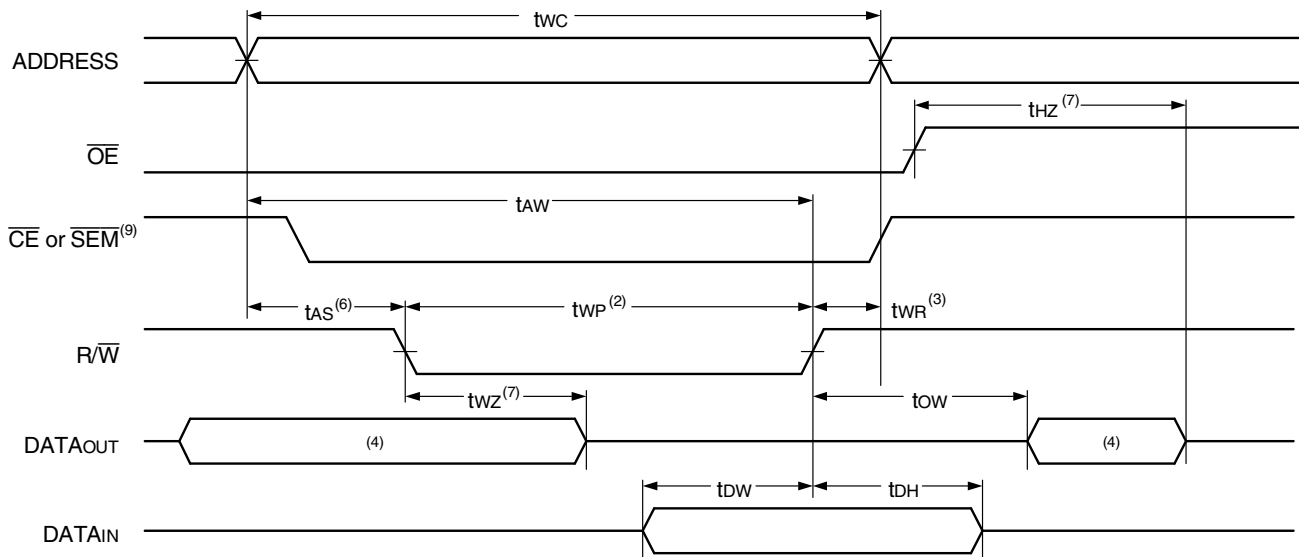 tWC
ADDRESS
tHZ(7)
OE
tAW
CE or SEM(9)
tAS(6) tWP(2) tWR(3)
R/W
tWZ(7) tOW
DATAOUT (4) (4)
tDW tDH
DATAIN